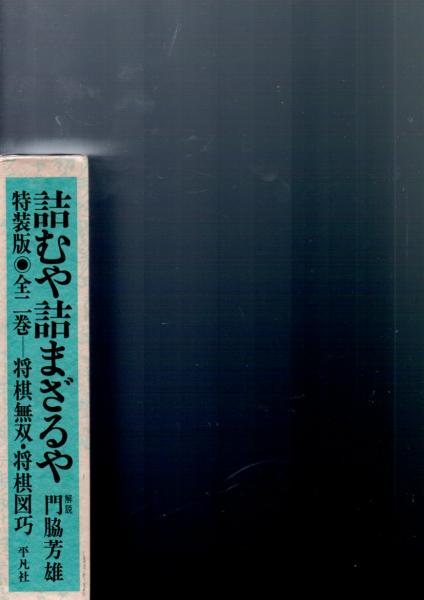 詰むや詰まざるや
解説
門脇芳雄
特装版◉全二巻─将棋無双・将棋図巧
平凡社